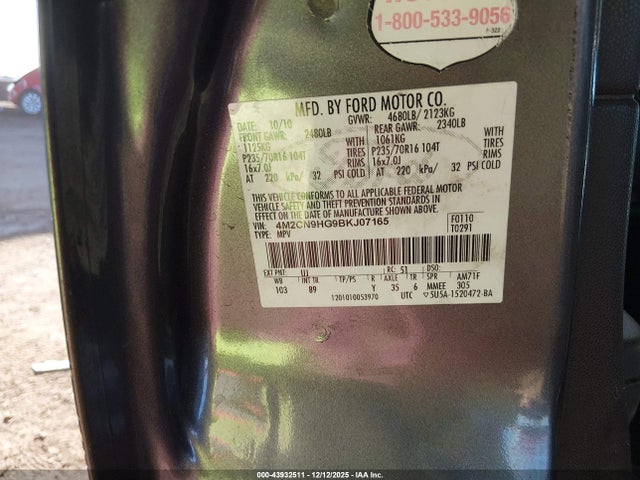 1-800-533-9056
F-320
MFD. BY FORD MOTOR CO.
DATE: 10/10 GVWR: 4680LB/ 2123KG
FRONT GAWR: 2480LB REAR GAWR: 2340LB
1125KG WITH 1061KG WITH
P235/70R16 104T TIRES P235/70R16 104T TIRES
16x7.0J RIMS 16x7.0J RIMS
AT 220 kPa/ 32 PSI COLD AT 220 kPa/ 32 PSI COLD
THIS VEHICLE CONFORMS TO ALL APPLICABLE FEDERAL MOTOR
VEHICLE SAFETY AND THEFT PREVENTION STANDARDS IN
EFFECT ON THE DATE OF MANUFACTURE SHOWN ABOVE.
VIN: 4M2CN9HG9BKJ07165 F0110
TYPE: MPV T0291
EXT PNT: UJ RC: 51 DSO:
WB TP/PS R AXLE TR SPR AM71F
103 89 Y 35 6 MMEE 305
1201010053970 UTC 5U5A-1520472-BA
000-43932511 - 12/12/2025 - IAA Inc.